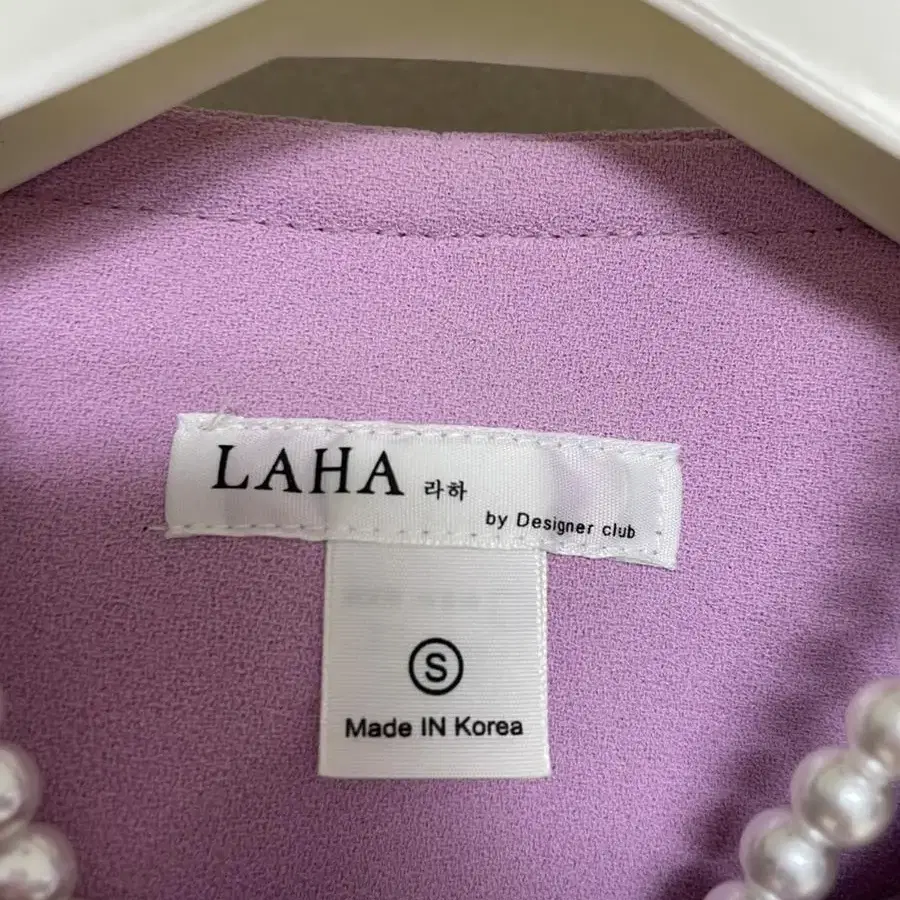 LAHA 라하
by Designer club
S
Made IN Korea